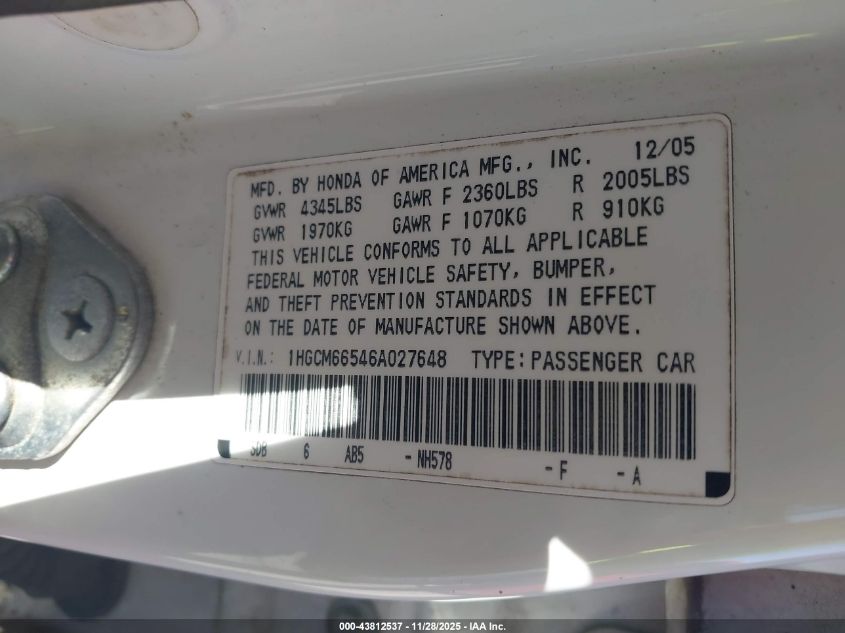 MFD. BY HONDA OF AMERICA MFG., INC. 12/05
GVWR 4345LBS GAWR F 2360LBS R 2005LBS
GVWR 1970KG GAWR F 1070KG R 910KG
THIS VEHICLE CONFORMS TO ALL APPLICABLE
FEDERAL MOTOR VEHICLE SAFETY, BUMPER,
AND THEFT PREVENTION STANDARDS IN EFFECT
ON THE DATE OF MANUFACTURE SHOWN ABOVE.
V.I.N.: 1HGCM66546A027648 TYPE: PASSENGER CAR
SDB 6 AB5 - NH578 - F - A
000-43812537 - 11/28/2025 - IAA Inc.